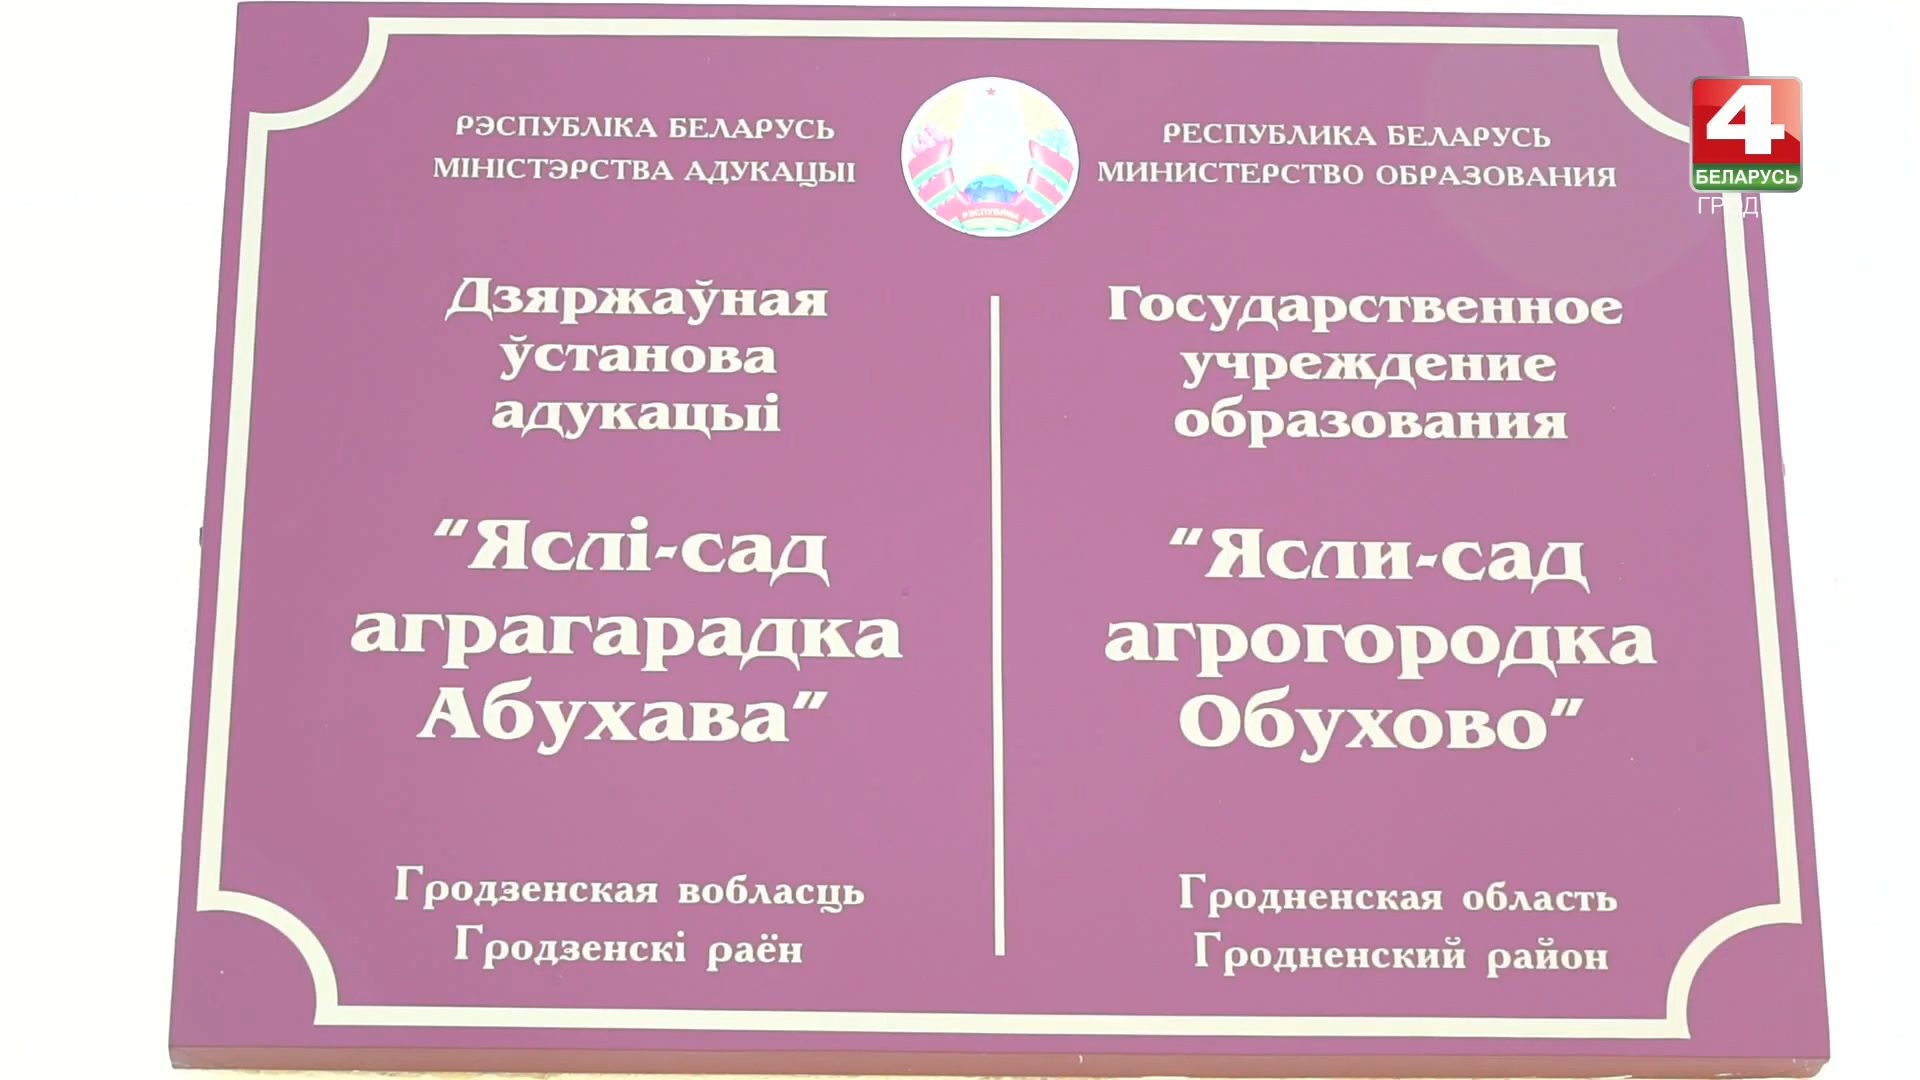 РЭСПУБЛІКА БЕЛАРУСЬ
МІНІСТЭРСТВА АДУКАЦЫІ
Дзяржаўная
ўстанова
адукацыі
“Яслі-сад
аграгарадка
Абухава”
Гродзенская вобласць
Гродзенскі раён
РЭСПУБЛІКА
РЕСПУБЛИКА БЕЛАРУСЬ
МИНИСТЕРСТВО ОБРАЗОВАНИЯ
Государственное
учреждение
образования
“Ясли-сад
агрогородка
Обухово”
Гродненская область
Гродненский район
4
БЕЛАРУСЬ